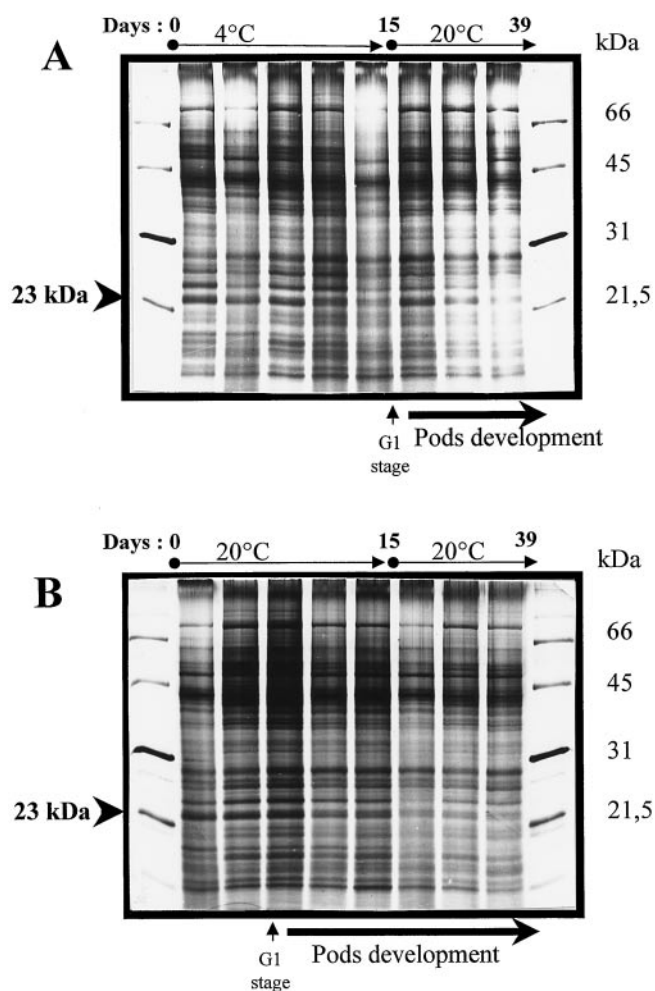 Days : 0 15 39
4°C 20°C
kDa
A
66
45
31
23 kDa
21,5
G1 stage
Pods development
Days : 0 15 39
20°C 20°C
kDa
B
66
45
31
23 kDa
21,5
G1 stage
Pods development